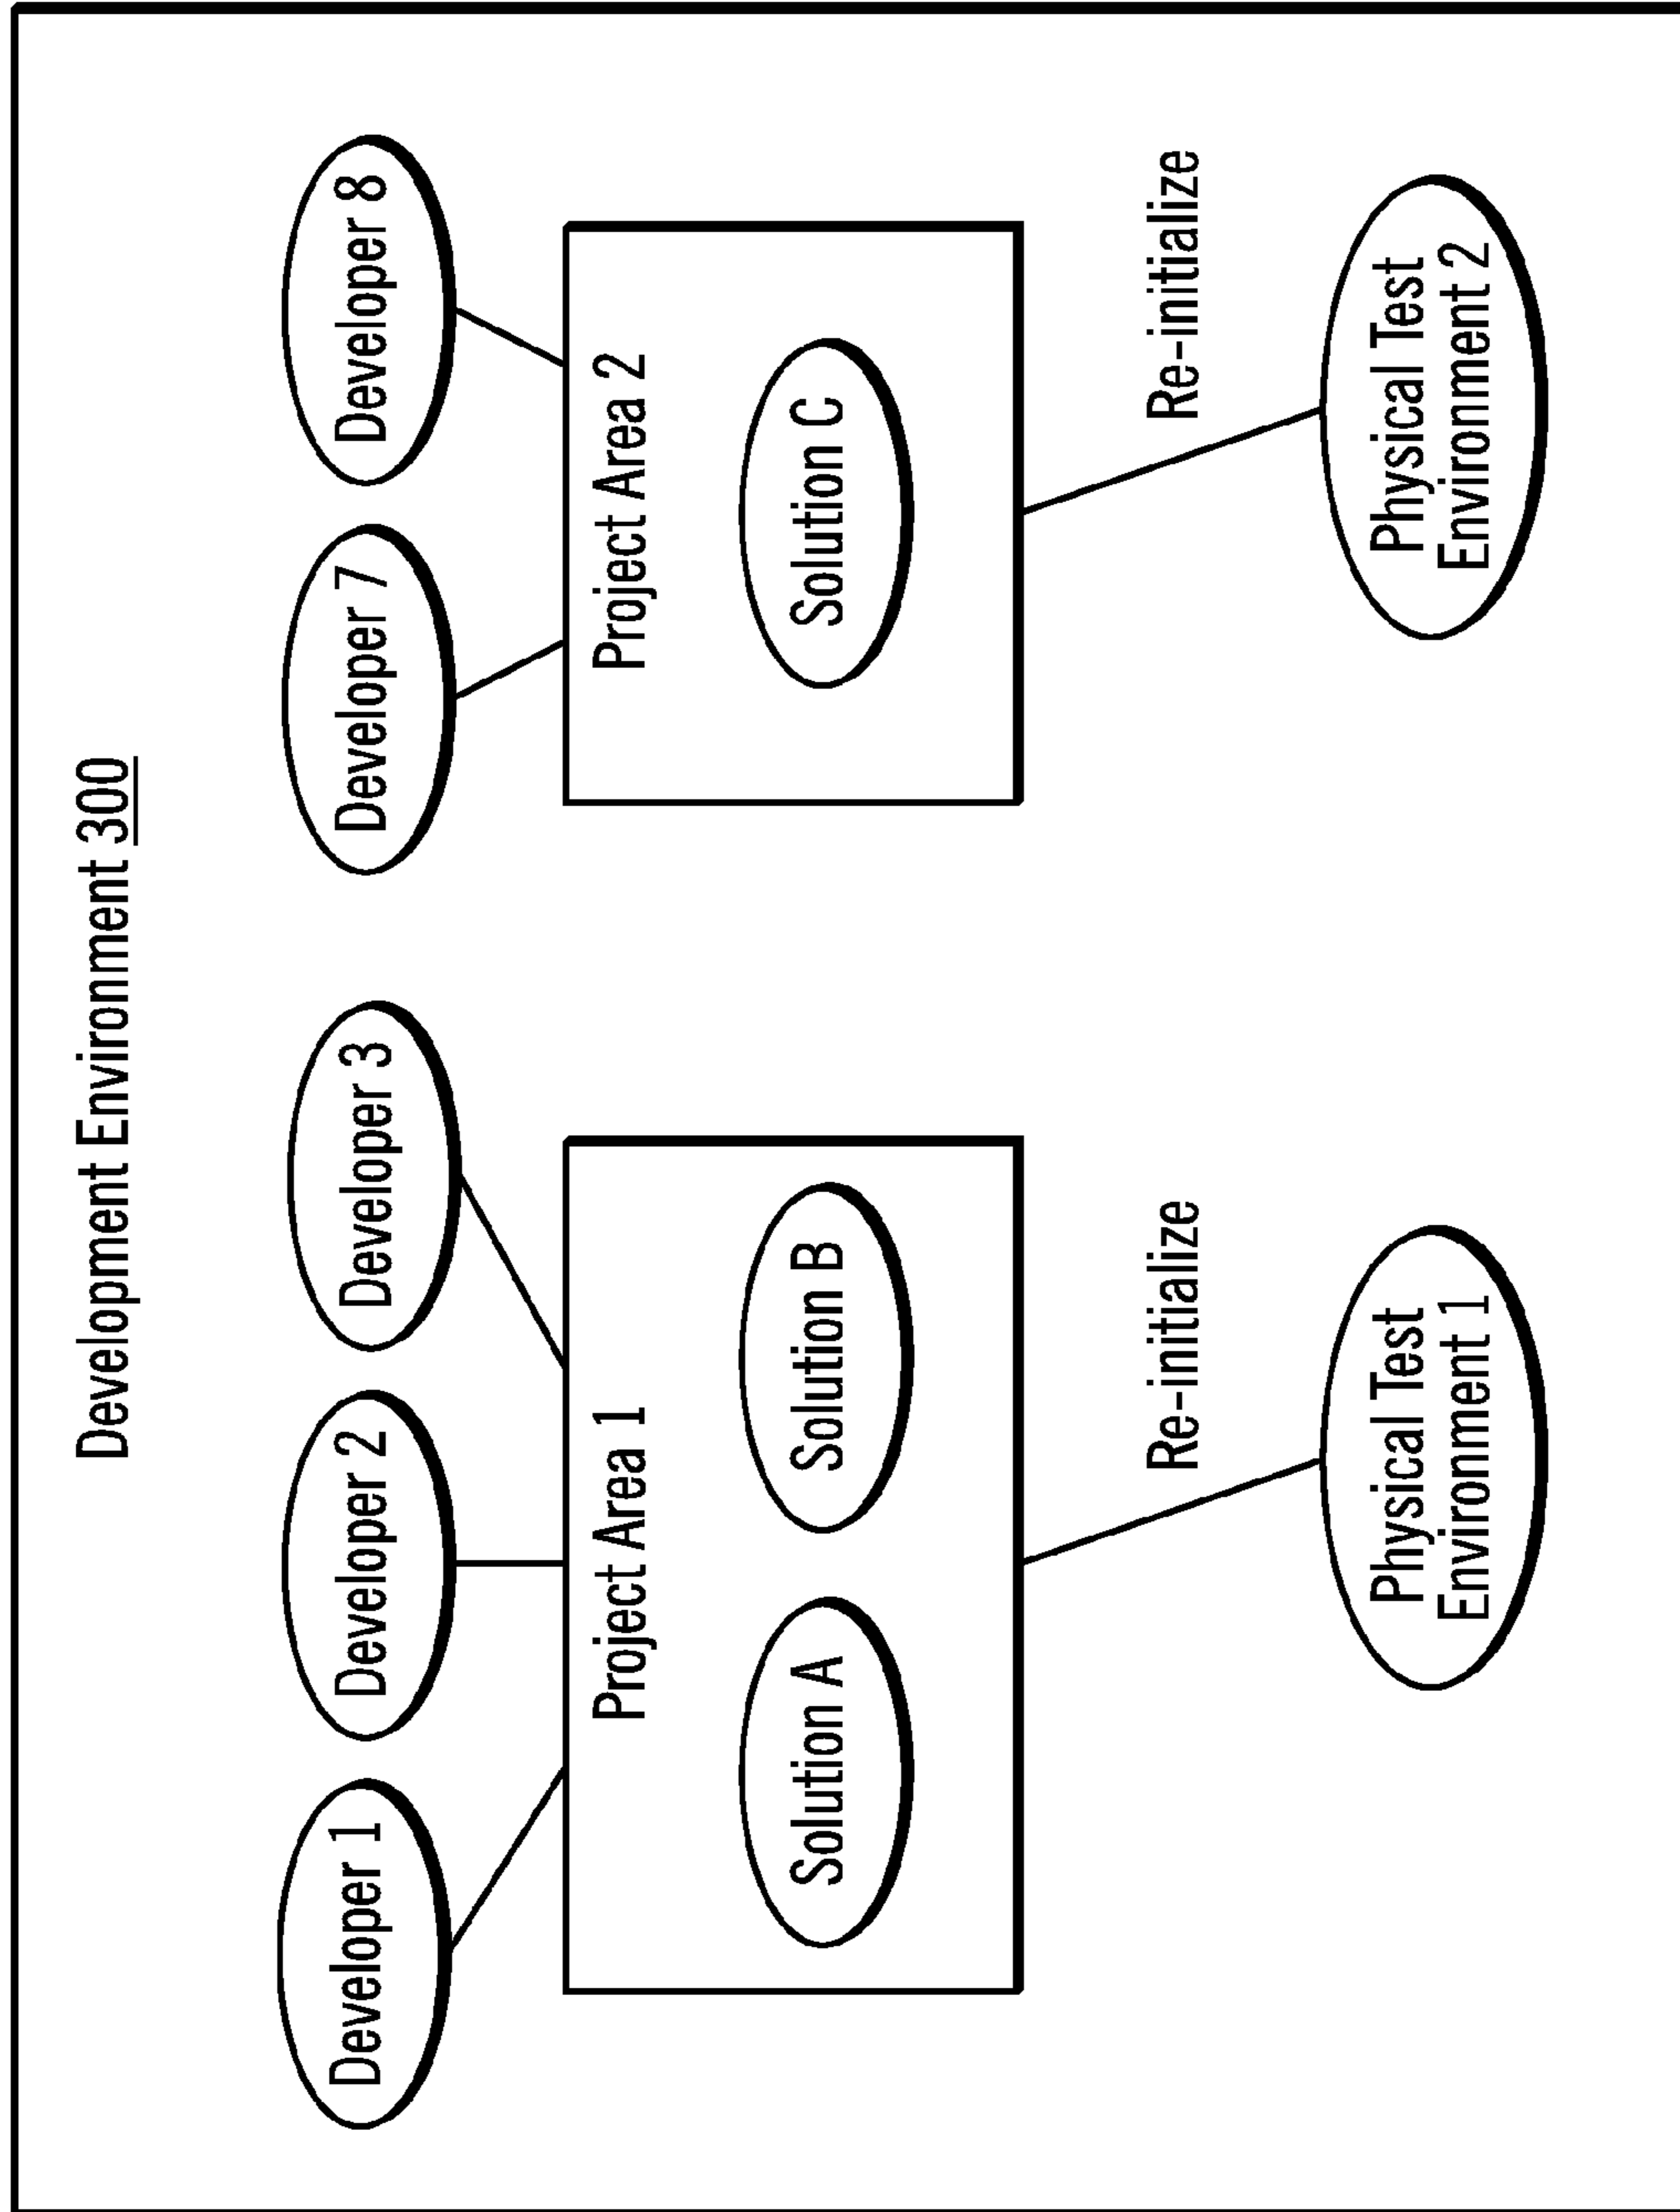 Development Environment 300
Developer 1
Developer 2
Developer 3
Developer 7
Developer 8
Project Area 1
Project Area 2
Solution A
Solution B
Solution C
Re-initialize
Re-initialize
Physical Test
Environment 1
Physical Test
Environment 2